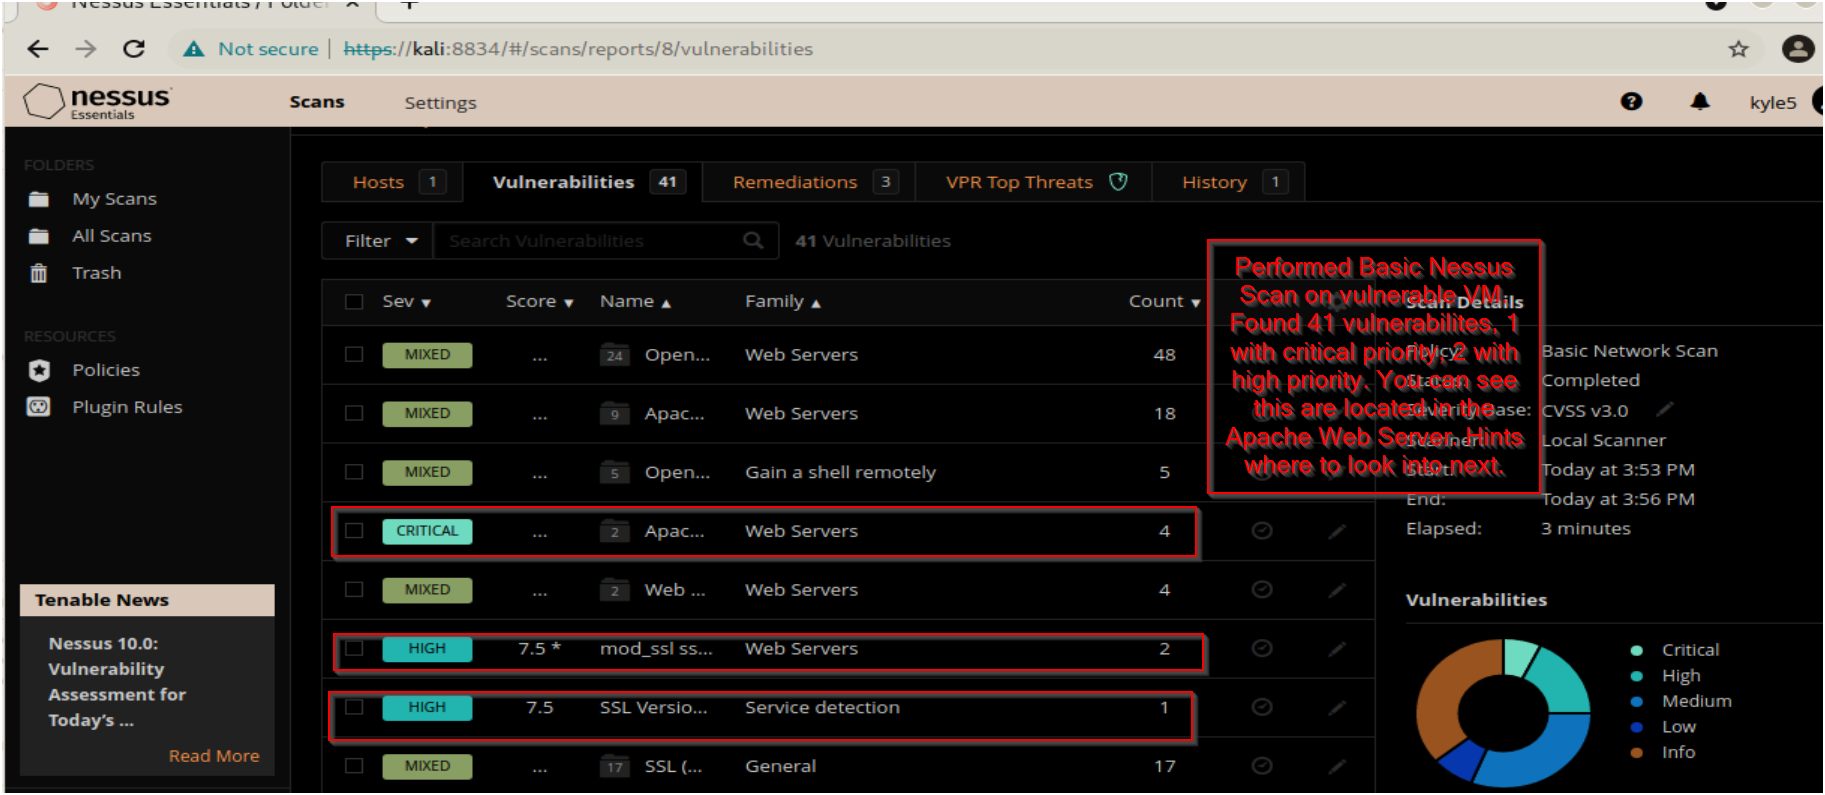 Nessus Essentials / Folder
Not secure | https://kali:8834/#/scans/reports/8/vulnerabilities
nessus
Essentials
Scans
Settings
kyle5
FOLDERS
My Scans
All Scans
Trash
RESOURCES
Policies
Plugin Rules
Tenable News
Nessus 10.0:
Vulnerability
Assessment for
Today's ...
Read More
Hosts 1
Vulnerabilities 41
Remediations 3
VPR Top Threats
History 1
Filter
Search Vulnerabilities
41 Vulnerabilities
Sev Score Name Family Count
MIXED ... 24 Open... Web Servers 48
MIXED ... 9 Apac... Web Servers 18
MIXED ... 5 Open... Gain a shell remotely 5
CRITICAL ... 2 Apac... Web Servers 4
MIXED ... 2 Web ... Web Servers 4
HIGH 7.5 * mod_ssl ss... Web Servers 2
HIGH 7.5 SSL Versio... Service detection 1
MIXED ... 17 SSL (... General 17
Performed Basic Nessus
Scan on vulnerable VM.
Found 41 vulnerabilites, 1
with critical priority, 2 with
high priority. You can see
this are located in the
Apache Web Server. Hints
where to look into next.
Scan Details
Policy: Basic Network Scan
Status: Completed
Severity Base: CVSS v3.0
Scanner: Local Scanner
Start: Today at 3:53 PM
End: Today at 3:56 PM
Elapsed: 3 minutes
Vulnerabilities
Critical
High
Medium
Low
Info